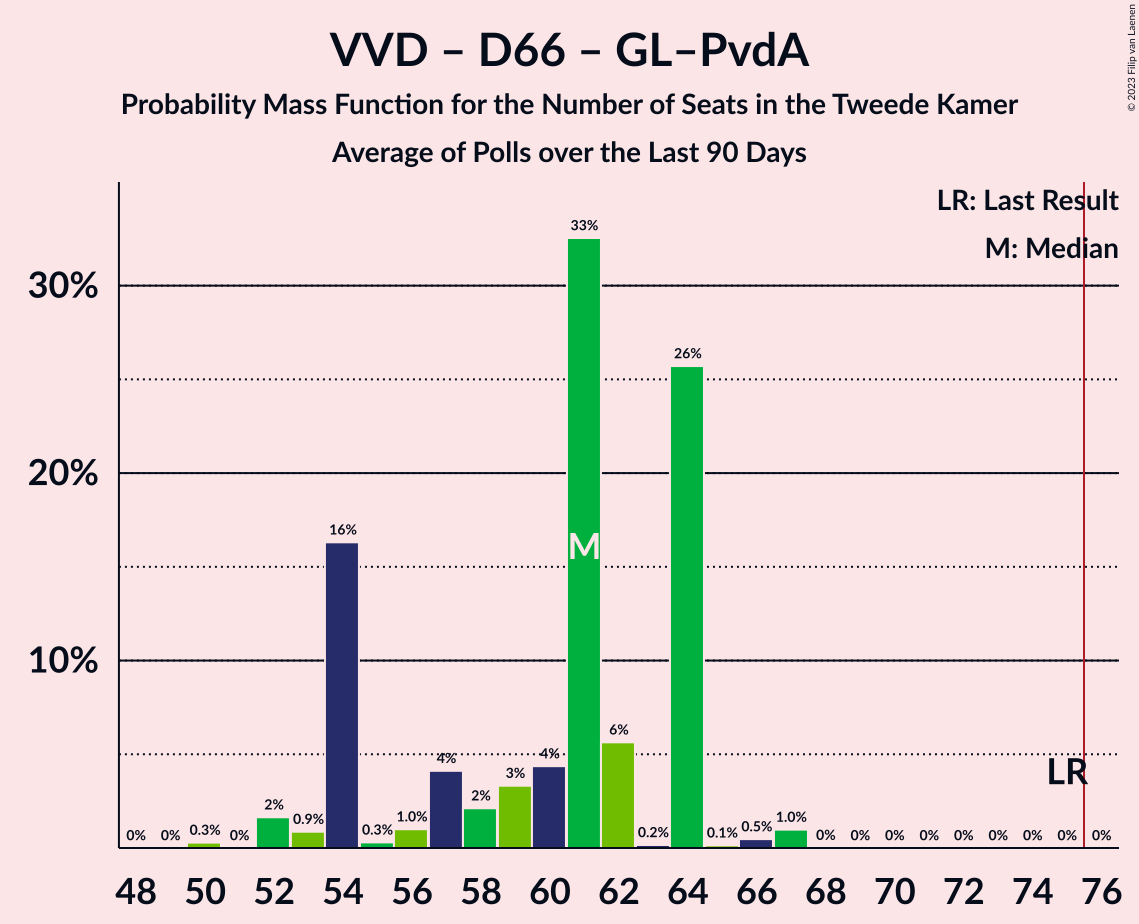 VVD – D66 – GL–PvdA
Probability Mass Function for the Number of Seats in the Tweede Kamer
Average of Polls over the Last 90 Days
© 2023 Filip van Laenen
LR: Last Result
M: Median
30%
20%
10%
0% 0% 0.3% 0% 2% 0.9% 16% 0.3% 1.0% 4% 2% 3% 4% 33% 6% 0.2% 26% 0.1% 0.5% 1.0% 0% 0% 0% 0% 0% 0% 0% 0% 0%
M
LR
48 50 52 54 56 58 60 62 64 66 68 70 72 74 76